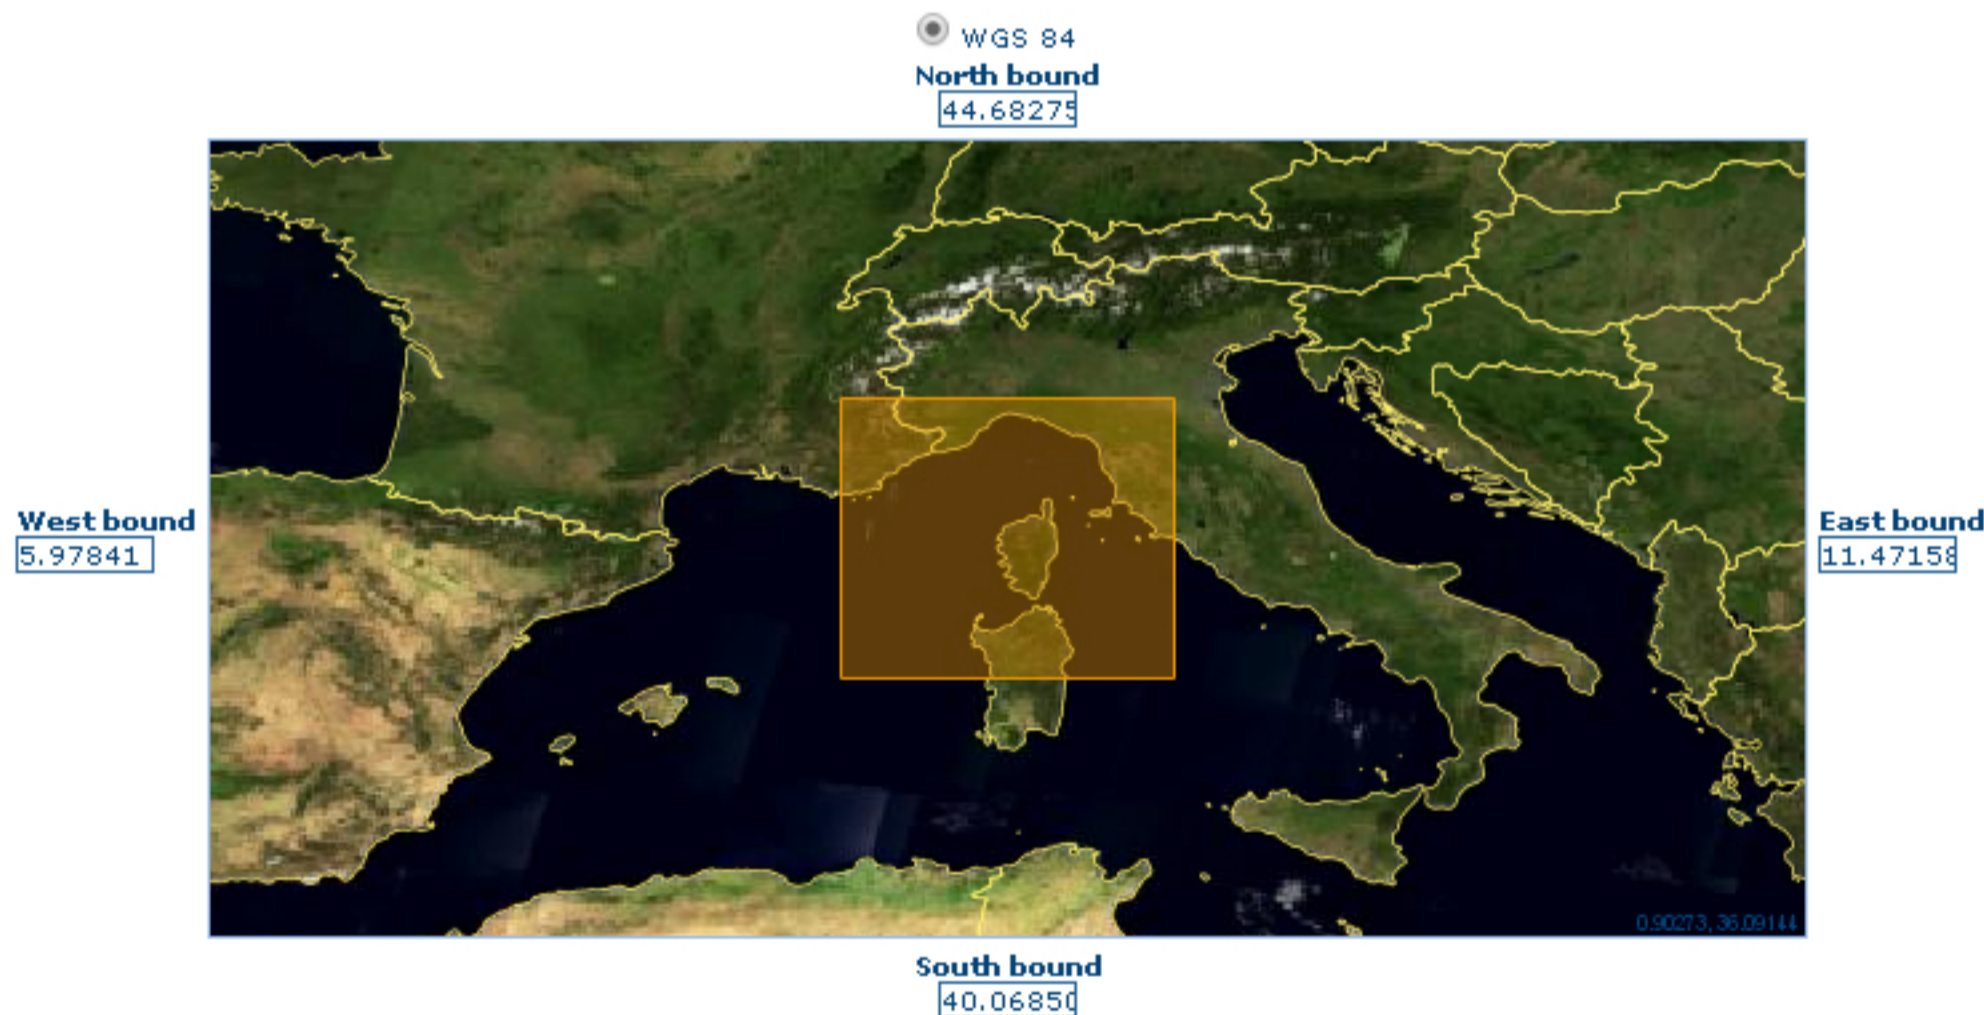 WGS 84
North bound
44.68275
West bound
5.97841
East bound
11.47158
0.90273, 36.09144
South bound
40.06850